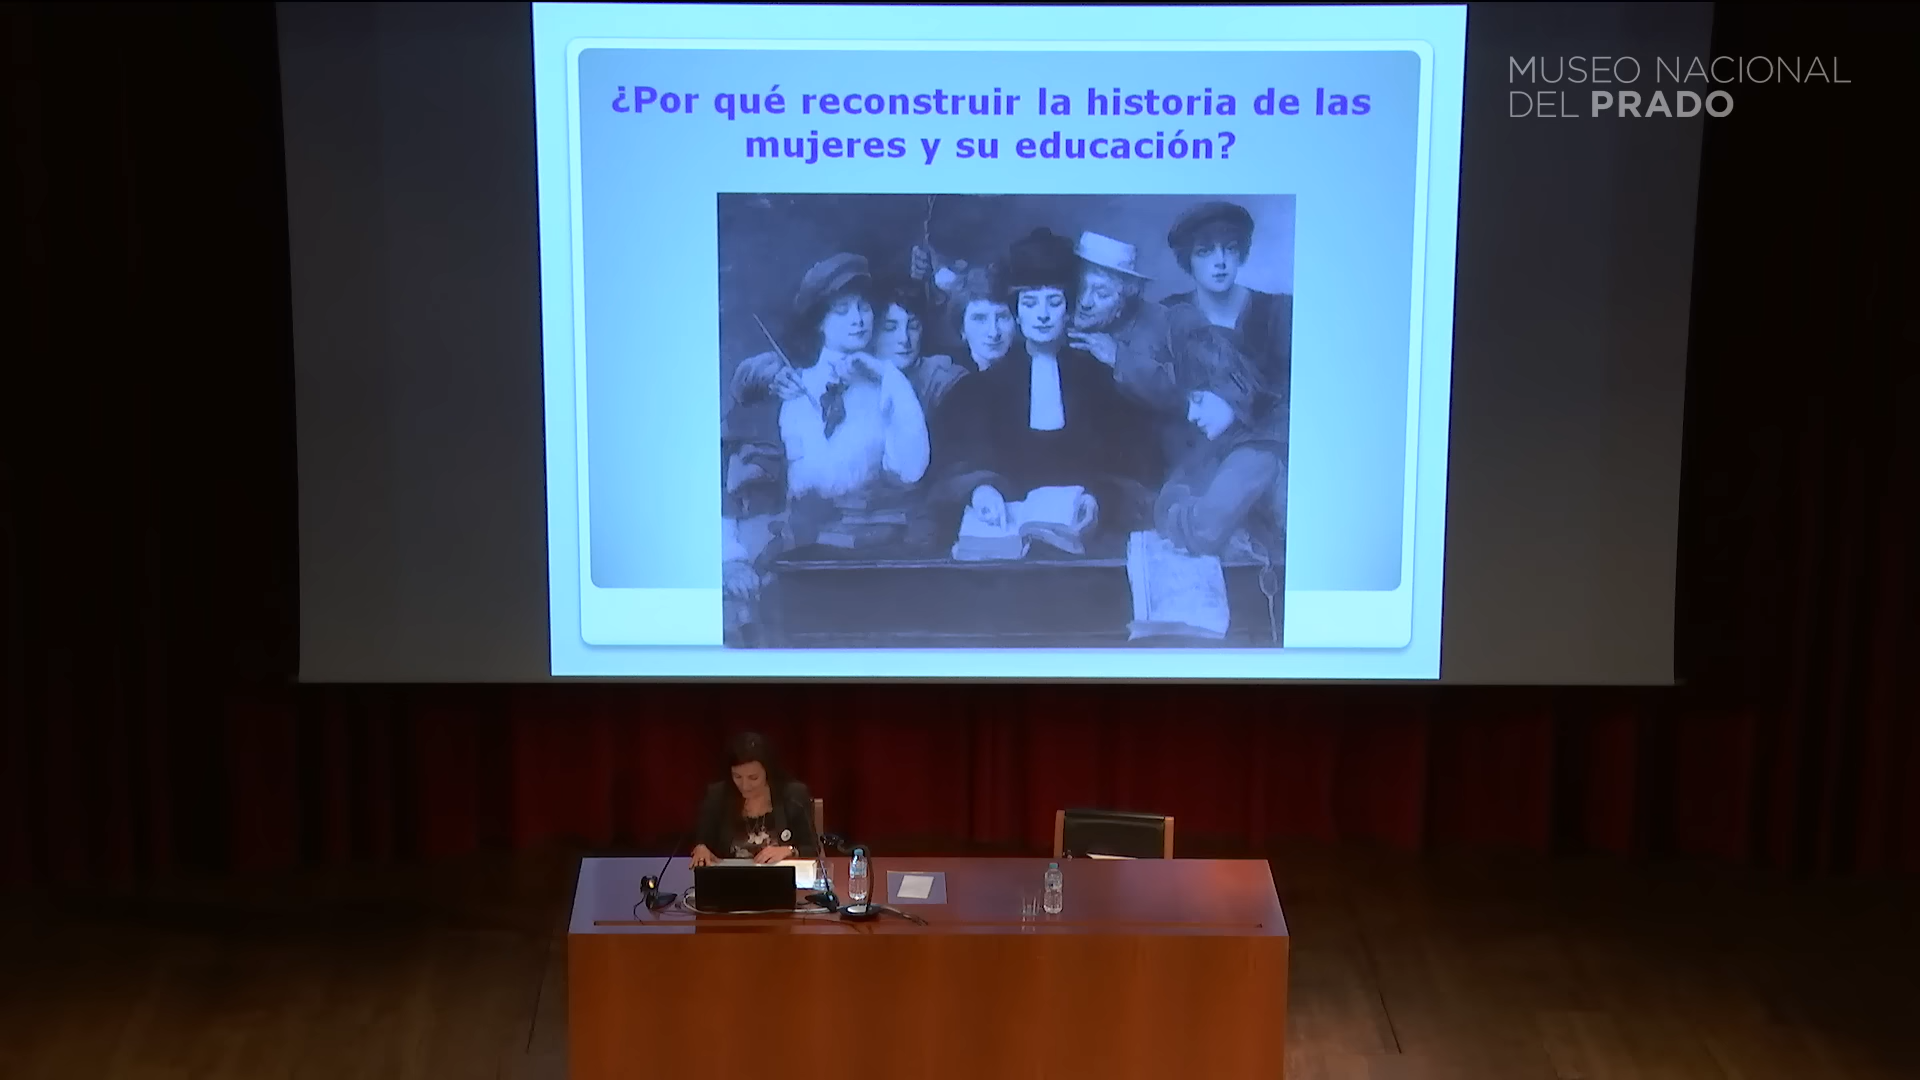 ¿Por qué reconstruir la historia de las
mujeres y su educación?
MUSEO NACIONAL
DEL PRADO